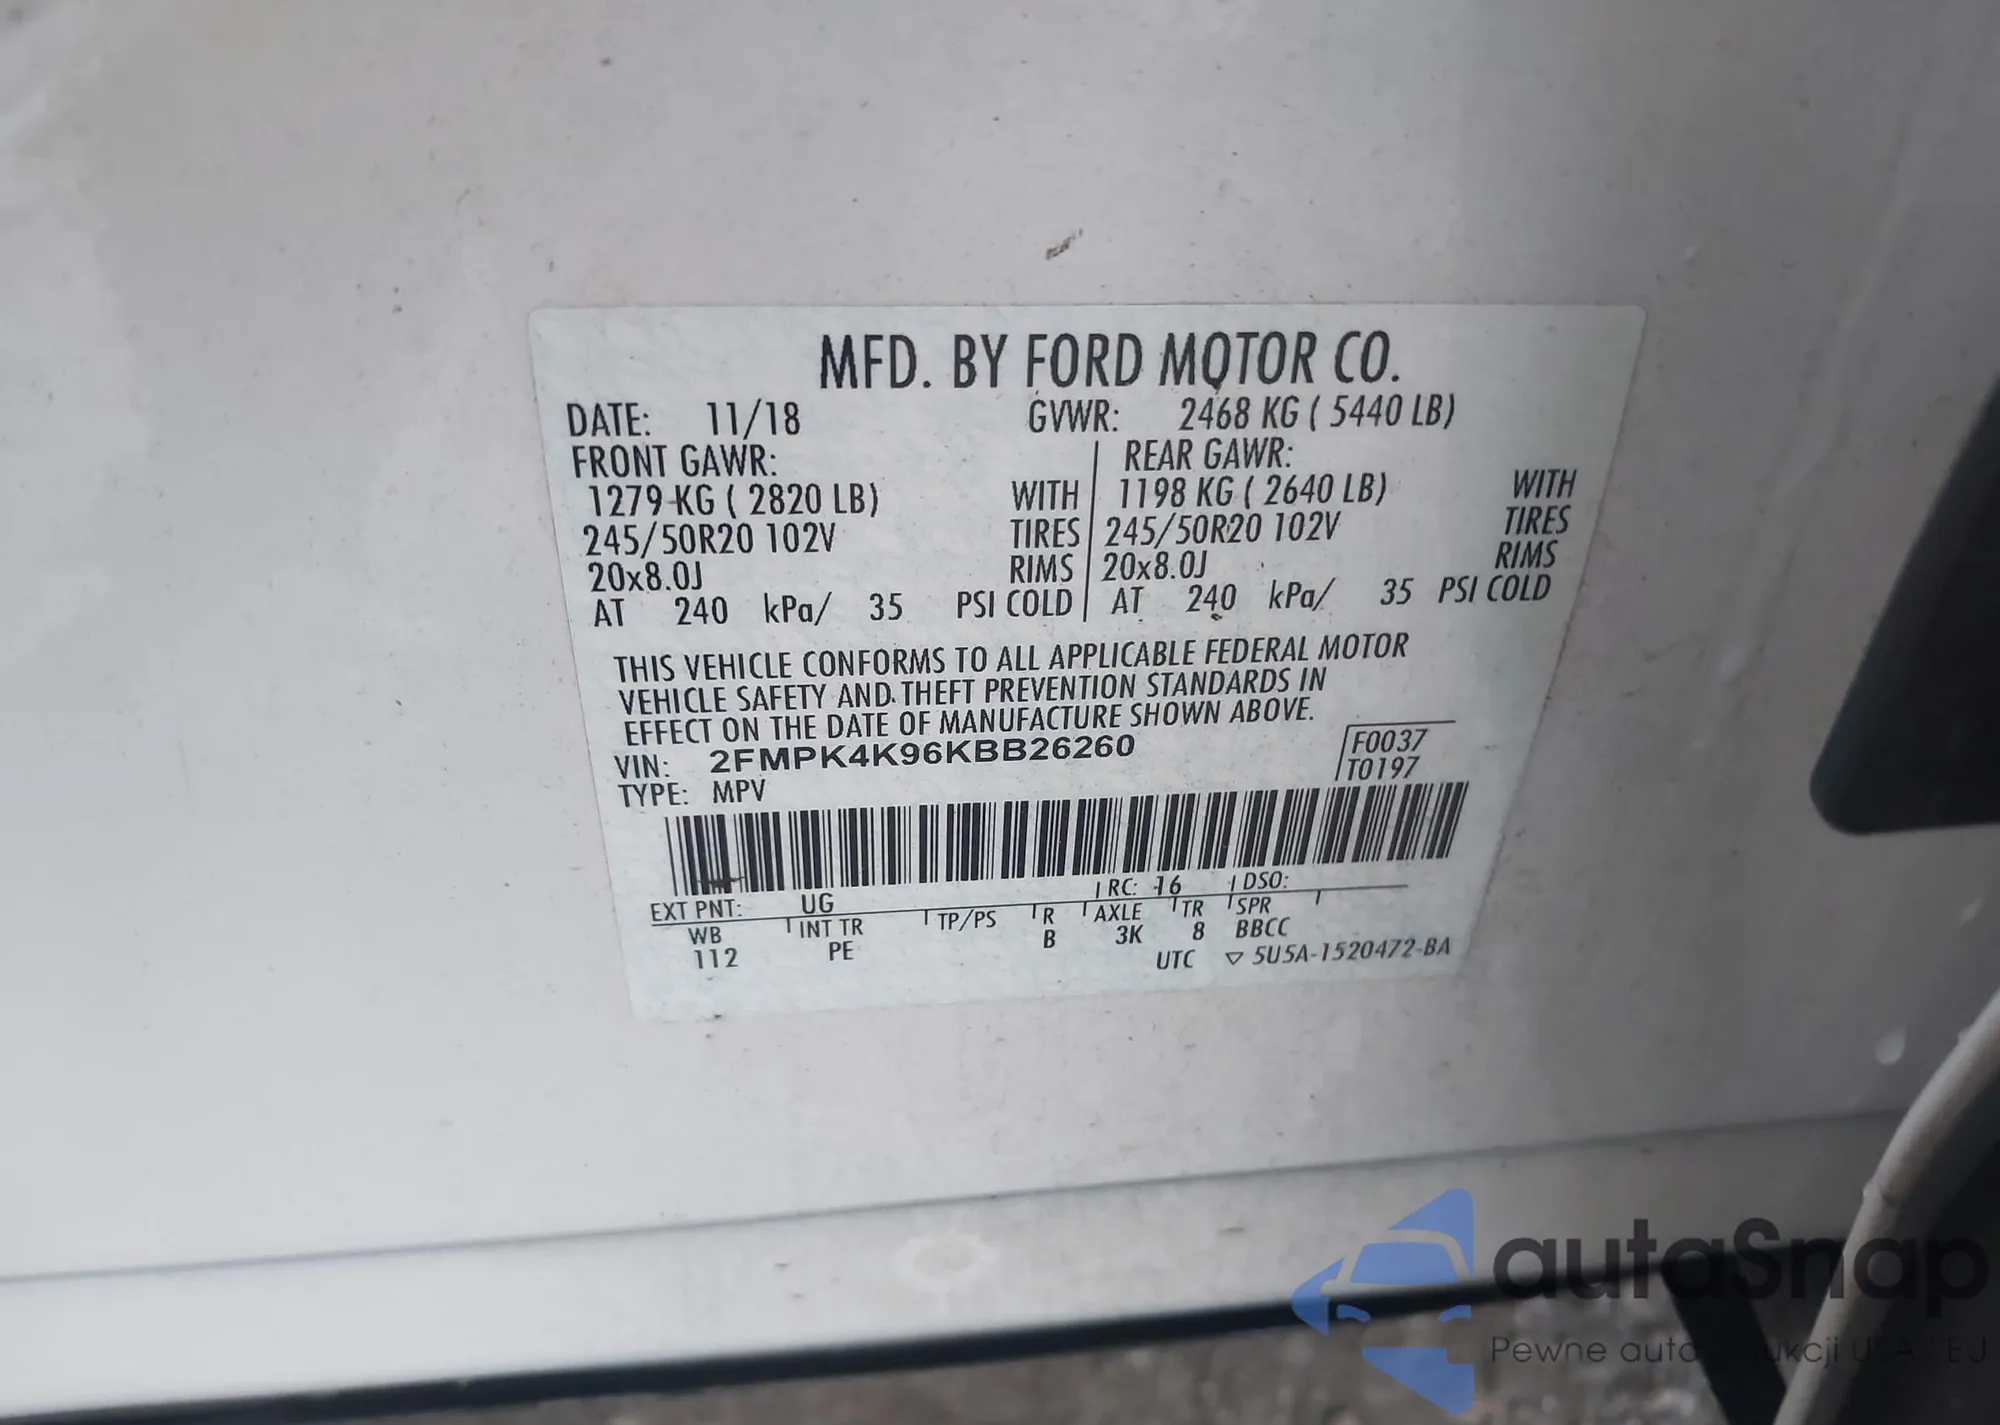 MFD. BY FORD MOTOR CO.
DATE: 11/18 GVWR: 2468 KG ( 5440 LB)
FRONT GAWR: REAR GAWR:
1279 KG ( 2820 LB) WITH 1198 KG ( 2640 LB) WITH
245/50R20 102V TIRES 245/50R20 102V TIRES
20x8.0J RIMS 20x8.0J RIMS
AT 240 kPa/ 35 PSI COLD AT 240 kPa/ 35 PSI COLD
THIS VEHICLE CONFORMS TO ALL APPLICABLE FEDERAL MOTOR
VEHICLE SAFETY AND THEFT PREVENTION STANDARDS IN
EFFECT ON THE DATE OF MANUFACTURE SHOWN ABOVE.
VIN: 2FMPK4K96KBB26260 F0037
TYPE: MPV T0197
EXT PNT: UG RC: 16 DSO:
WB INT TR TP/PS R AXLE TR SPR
112 PE B 3K 8 BBCC
UTC ▽ 5U5A-1520472-BA
autaSnap
Pewne auta USA EU